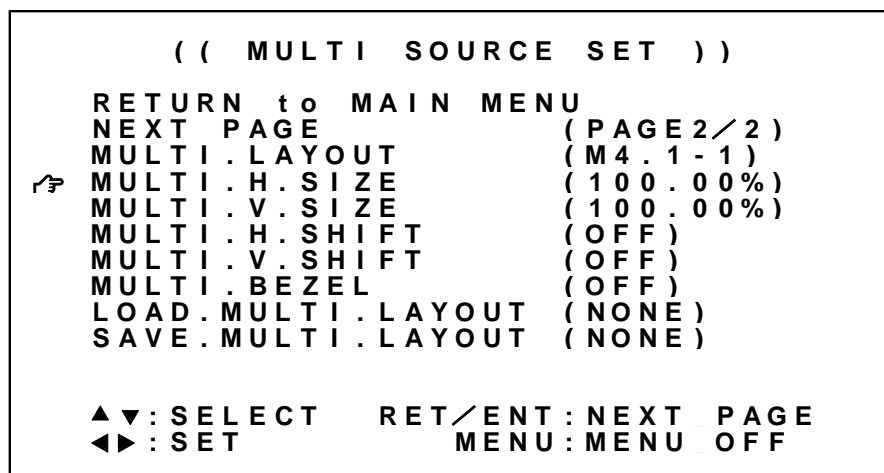 (( MULTI SOURCE SET ))
RETURN to MAIN MENU
NEXT PAGE (PAGE2/2)
MULTI.LAYOUT (M4.1-1)
☞ MULTI.H.SIZE (100.00%)
MULTI.V.SIZE (100.00%)
MULTI.H.SHIFT (OFF)
MULTI.V.SHIFT (OFF)
MULTI.BEZEL (OFF)
LOAD.MULTI.LAYOUT (NONE)
SAVE.MULTI.LAYOUT (NONE)
▲▼:SELECT RET/ENT:NEXT_PAGE
◀▶:SET MENU:MENU_OFF